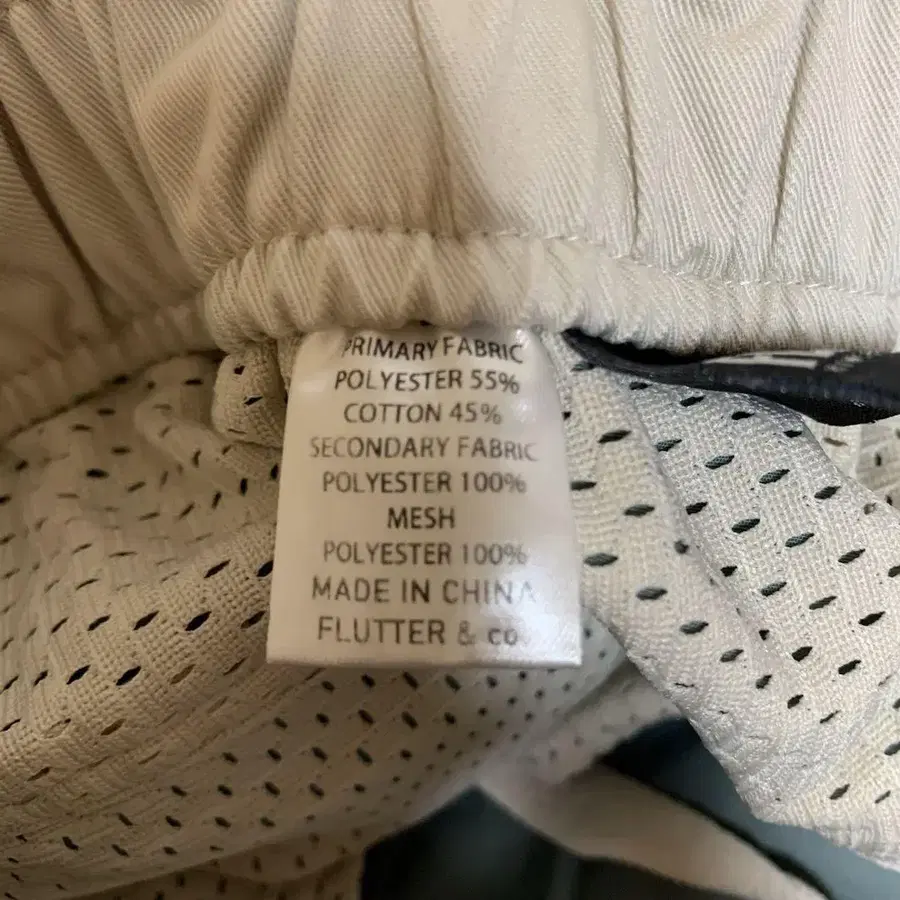 PRIMARY FABRIC
POLYESTER 55%
COTTON 45%
SECONDARY FABRIC
POLYESTER 100%
MESH
POLYESTER 100%
MADE IN CHINA
FLUTTER & co.